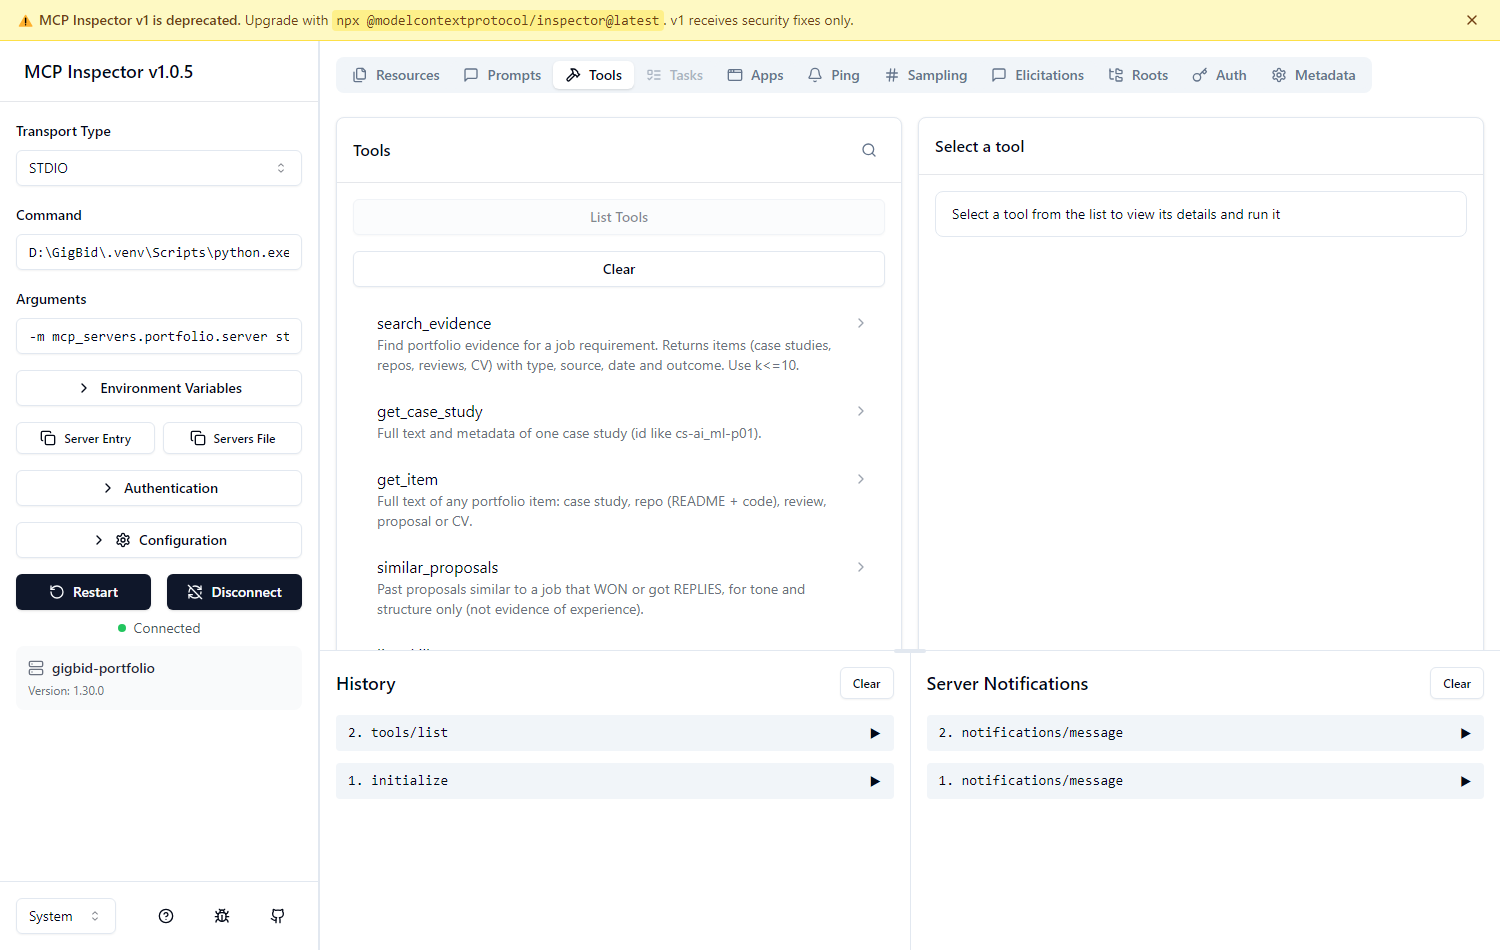 MCP Inspector v1 is deprecated. Upgrade with npx @modelcontextprotocol/inspector@latest. v1 receives security fixes only.
MCP Inspector v1.0.5
Resources Prompts Tools Tasks Apps Ping Sampling Elicitations Roots Auth Metadata
Transport Type
STDIO
Command
D:\GigBid\.venv\Scripts\python.exe
Arguments
-m mcp_servers.portfolio.server st
Environment Variables
Server Entry
Servers File
Authentication
Configuration
Restart
Disconnect
Connected
gigbid-portfolio
Version: 1.30.0
System
Tools
List Tools
Clear
search_evidence
Find portfolio evidence for a job requirement. Returns items (case studies,
repos, reviews, CV) with type, source, date and outcome. Use k<=10.
get_case_study
Full text and metadata of one case study (id like cs-ai_ml-p01).
get_item
Full text of any portfolio item: case study, repo (README + code), review,
proposal or CV.
similar_proposals
Past proposals similar to a job that WON or got REPLIES, for tone and
structure only (not evidence of experience).
Select a tool
Select a tool from the list to view its details and run it
History
Clear
2. tools/list
1. initialize
Server Notifications
Clear
2. notifications/message
1. notifications/message